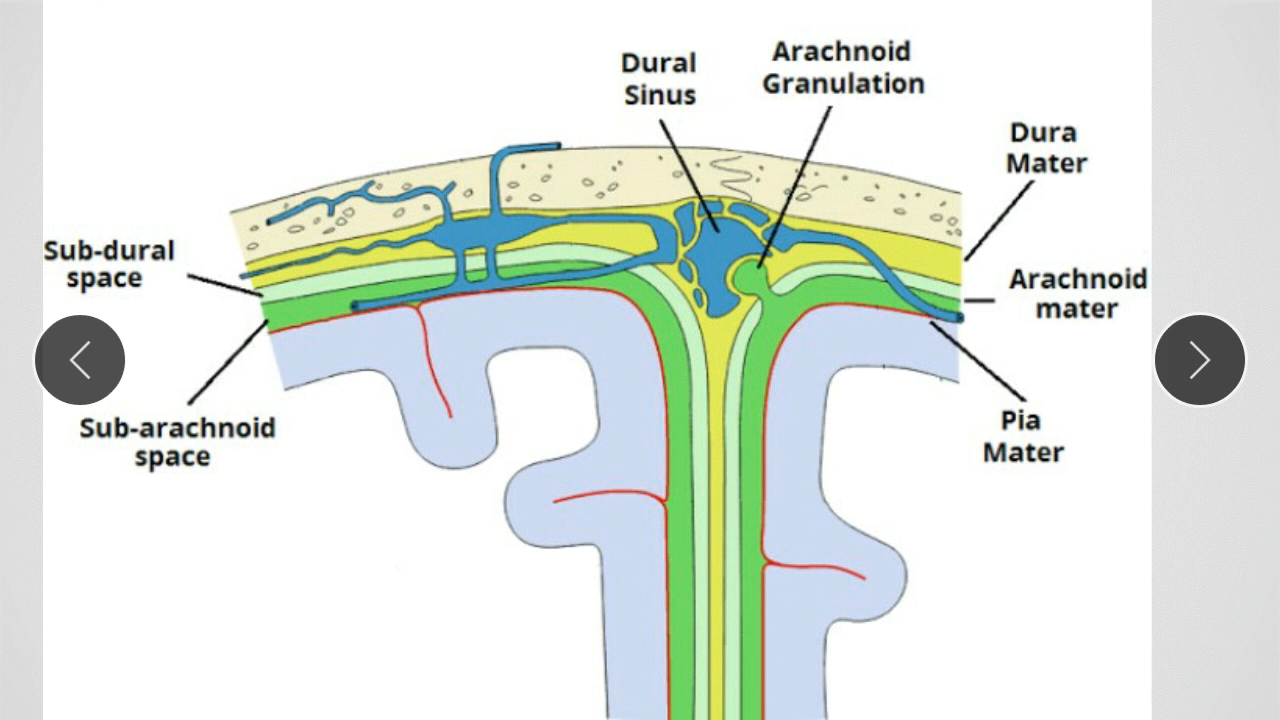 Dural
Sinus
Arachnoid
Granulation
Dura
Mater
Sub-dural
space
Arachnoid
mater
Sub-arachnoid
space
Pia
Mater